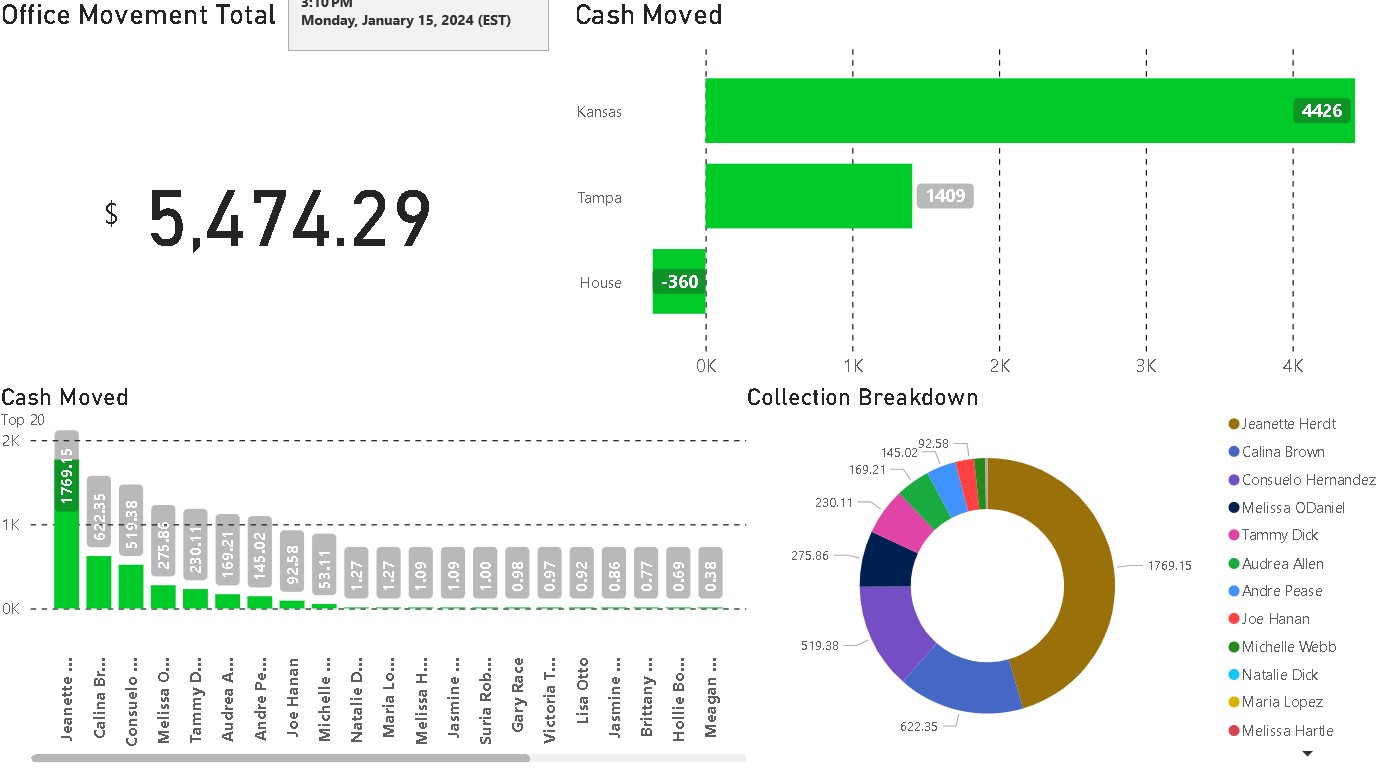 Office Movement Total
3:10 PM
Monday, January 15, 2024 (EST)
$ 5,474.29
Cash Moved
Kansas
4426
Tampa
1409
House
-360
0K 1K 2K 3K 4K
Cash Moved
Top 20
2K
1K
0K
1769.15
622.35
519.38
275.86
230.11
169.21
145.02
92.58
53.11
1.27
1.27
1.09
1.09
1.00
0.98
0.97
0.92
0.86
0.77
0.69
0.38
Jeanette ...
Calina Br...
Consuelo ...
Melissa O...
Tammy D...
Audrea A...
Andre Pe...
Joe Hanan
Michelle ...
Natalie D...
Maria Lo...
Melissa H...
Jasmine ...
Suria Rob...
Gary Race
Victoria T...
Lisa Otto
Jasmine ...
Brittany ...
Hollie Bo...
Meagan ...
Collection Breakdown
92.58
145.02
169.21
230.11
275.86
519.38
622.35
1769.15
Jeanette Herdt
Calina Brown
Consuelo Hernandez
Melissa ODaniel
Tammy Dick
Audrea Allen
Andre Pease
Joe Hanan
Michelle Webb
Natalie Dick
Maria Lopez
Melissa Hartle